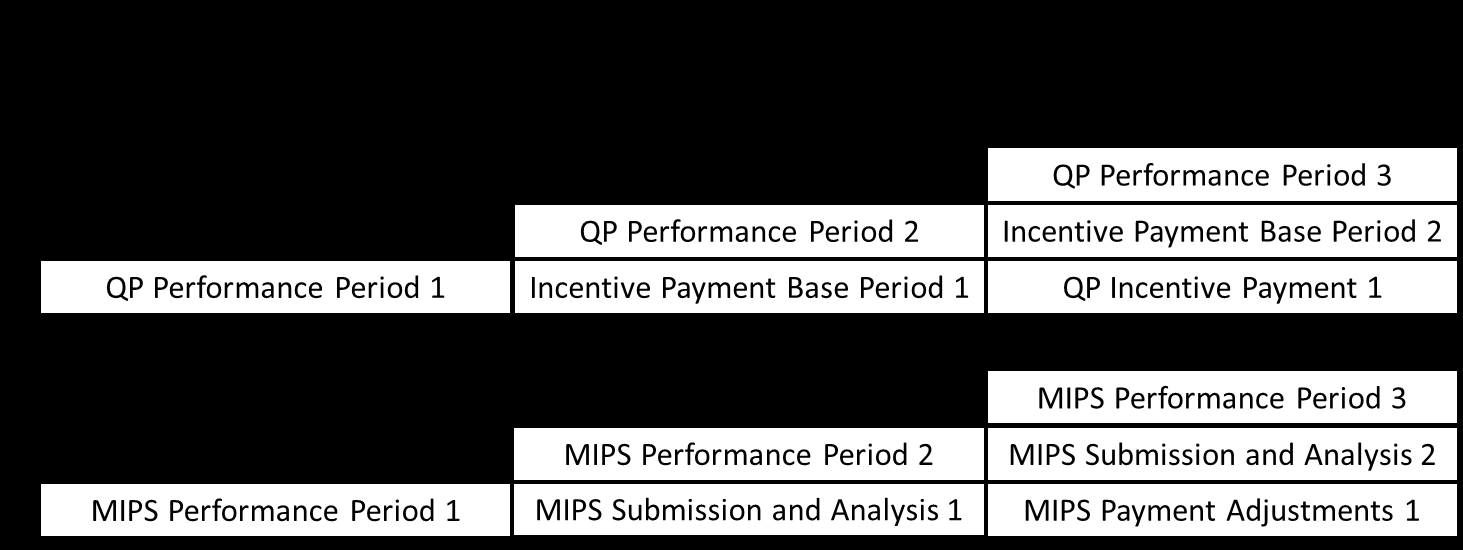 QP Performance Period 3
QP Performance Period 2
Incentive Payment Base Period 2
QP Performance Period 1
Incentive Payment Base Period 1
QP Incentive Payment 1
MIPS Performance Period 3
MIPS Performance Period 2
MIPS Submission and Analysis 2
MIPS Performance Period 1
MIPS Submission and Analysis 1
MIPS Payment Adjustments 1